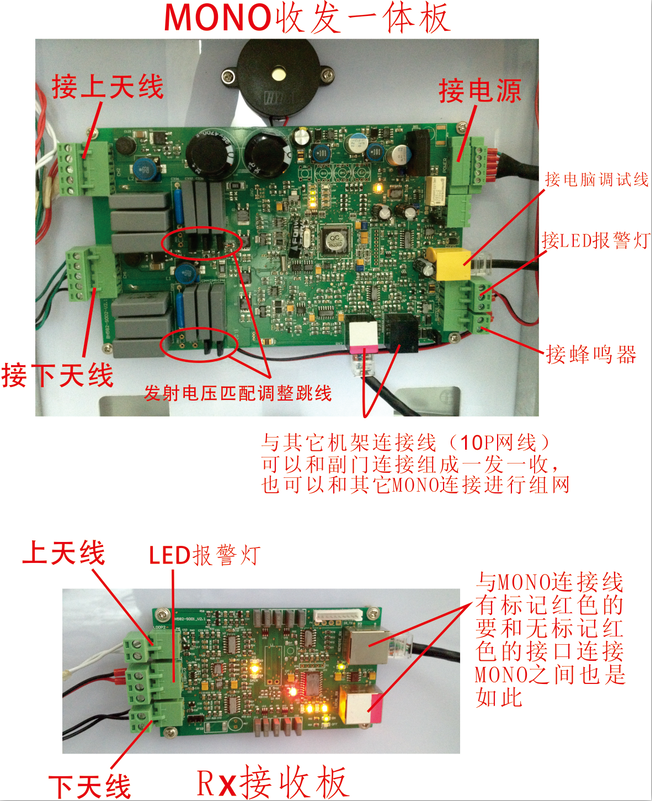 MONO收发一体板
接上天线
接电源
接电脑调试线
接LED报警灯
接下天线
发射电压匹配调整跳线
接蜂鸣器
与其它机架连接线（10P网线）
可以和副门连接组成一发一收，
也可以和其它MONO连接进行组网
上天线
LED报警灯
与MONO连接线
有标记红色的
要和无标记红
色的接口连接
MONO之间也是
如此
下天线
Rx接收板